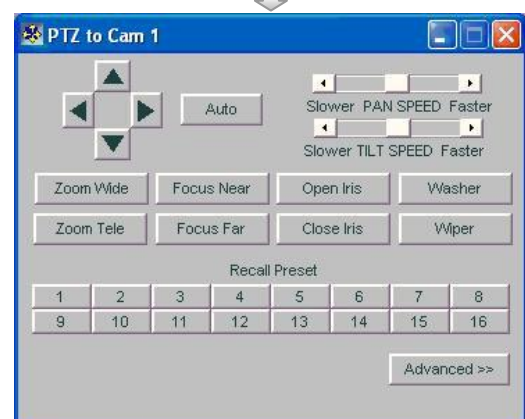 PTZ to Cam 1
Auto
Slower PAN SPEED Faster
Slower TILT SPEED Faster
Zoom Wide Focus Near Open Iris Washer
Zoom Tele Focus Far Close Iris Wiper
Recall Preset
1 2 3 4 5 6 7 8
9 10 11 12 13 14 15 16
Advanced >>